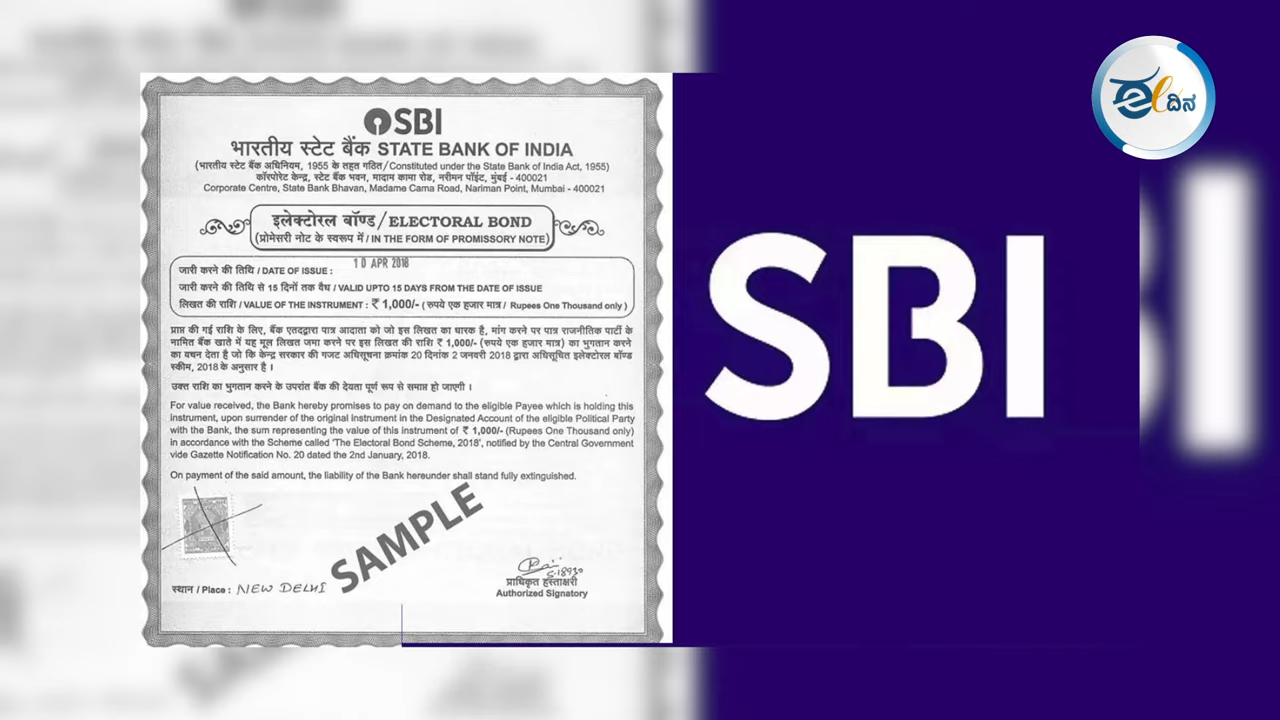 SBI
भारतीय स्टेट बैंक STATE BANK OF INDIA
(भारतीय स्टेट बैंक अधिनियम, 1955 के तहत गठित/Constituted under the State Bank of India Act, 1955)
कॉरपोरेट केन्द्र, स्टेट बैंक भवन, मादाम कामा रोड, नरीमन पॉइंट, मुंबई - 400021
Corporate Centre, State Bank Bhavan, Madame Cama Road, Nariman Point, Mumbai - 400021
इलेक्टोरल बॉण्ड/ELECTORAL BOND
(प्रोमेसरी नोट के स्वरूप में/IN THE FORM OF PROMISSORY NOTE)
जारी करने की तिथि / DATE OF ISSUE : 10 APR 2018
जारी करने की तिथि से 15 दिनों तक वैध / VALID UPTO 15 DAYS FROM THE DATE OF ISSUE
लिखत की राशि / VALUE OF THE INSTRUMENT : ₹ 1,000/- ( रुपये एक हजार मात्र / Rupees One Thousand only )
प्राप्त की गई राशि के लिए, बैंक एतदद्वारा पात्र आदाता को जो इस लिखत का धारक है, मांग करने पर पात्र राजनीतिक पार्टी के
नामित बैंक खाते में यह मूल लिखत जमा करने पर इस लिखत की राशि ₹ 1,000/- (रुपये एक हजार मात्र) का भुगतान करने
का वचन देता है जो कि केन्द्र सरकार की गजट अधिसूचना क्रमांक 20 दिनांक 2 जनवरी 2018 द्वारा अधिसूचित इलेक्टोरल बॉण्ड
स्कीम, 2018 के अनुसार है ।
उक्त राशि का भुगतान करने के उपरांत बैंक की देयता पूर्ण रूप से समाप्त हो जाएगी ।
For value received, the Bank hereby promises to pay on demand to the eligible Payee which is holding this
instrument, upon surrender of the original instrument in the Designated Account of the eligible Political Party
with the Bank, the sum representing the value of this instrument of ₹ 1,000/- (Rupees One Thousand only)
in accordance with the Scheme called 'The Electoral Bond Scheme, 2018', notified by the Central Government
vide Gazette Notification No. 20 dated the 2nd January, 2018.
On payment of the said amount, the liability of the Bank hereunder shall stand fully extinguished.
SAMPLE
स्थान / Place : NEW DELHI
S-18930
प्राधिकृत हस्ताक्षरी
Authorized Signatory
SBI
ಈ ದಿನ